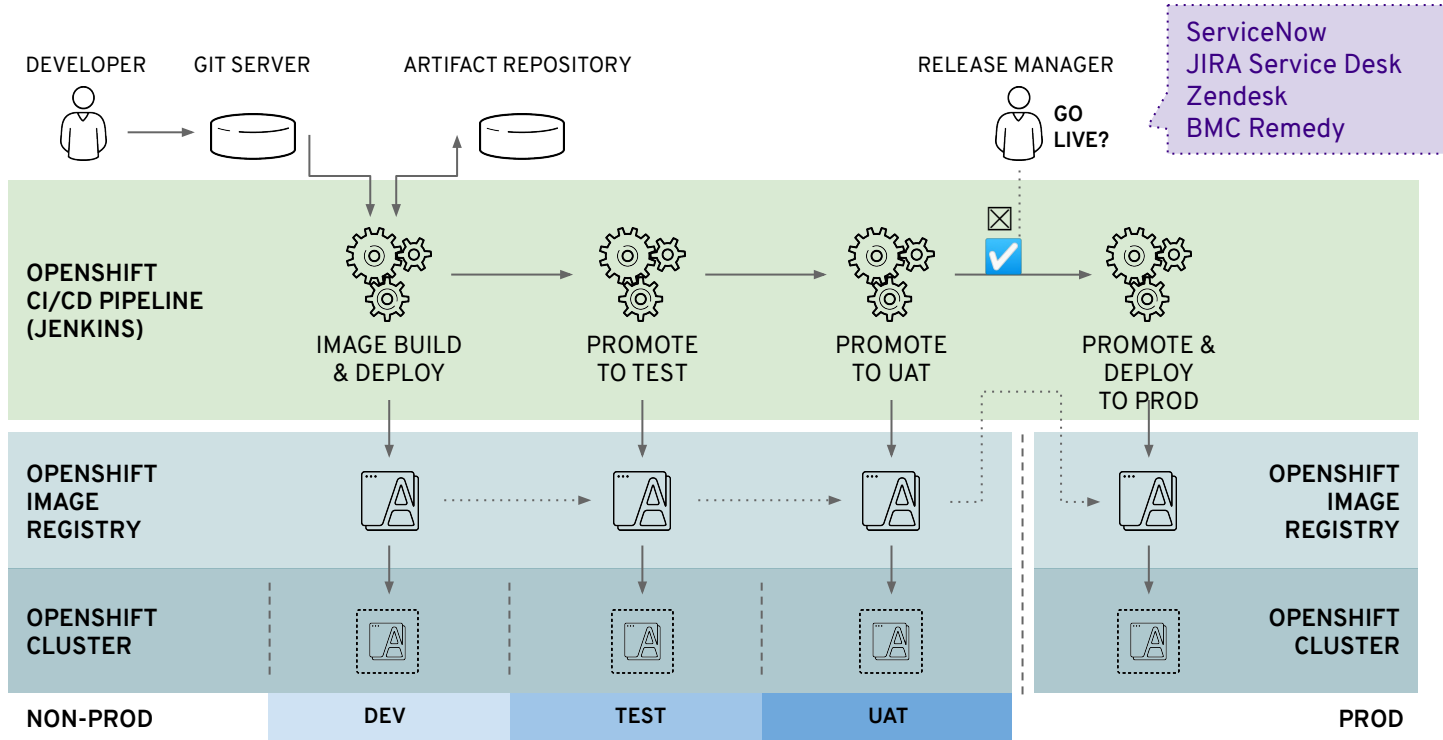 ServiceNow
JIRA Service Desk
Zendesk
BMC Remedy
DEVELOPER
GIT SERVER
ARTIFACT REPOSITORY
RELEASE MANAGER
GO
LIVE?
OPENSHIFT
CI/CD PIPELINE
(JENKINS)
IMAGE BUILD
& DEPLOY
PROMOTE
TO TEST
PROMOTE
TO UAT
PROMOTE &
DEPLOY
TO PROD
OPENSHIFT
IMAGE
REGISTRY
A
A
A
A
OPENSHIFT
IMAGE
REGISTRY
OPENSHIFT
CLUSTER
A
A
A
A
OPENSHIFT
CLUSTER
NON-PROD
DEV
TEST
UAT
PROD